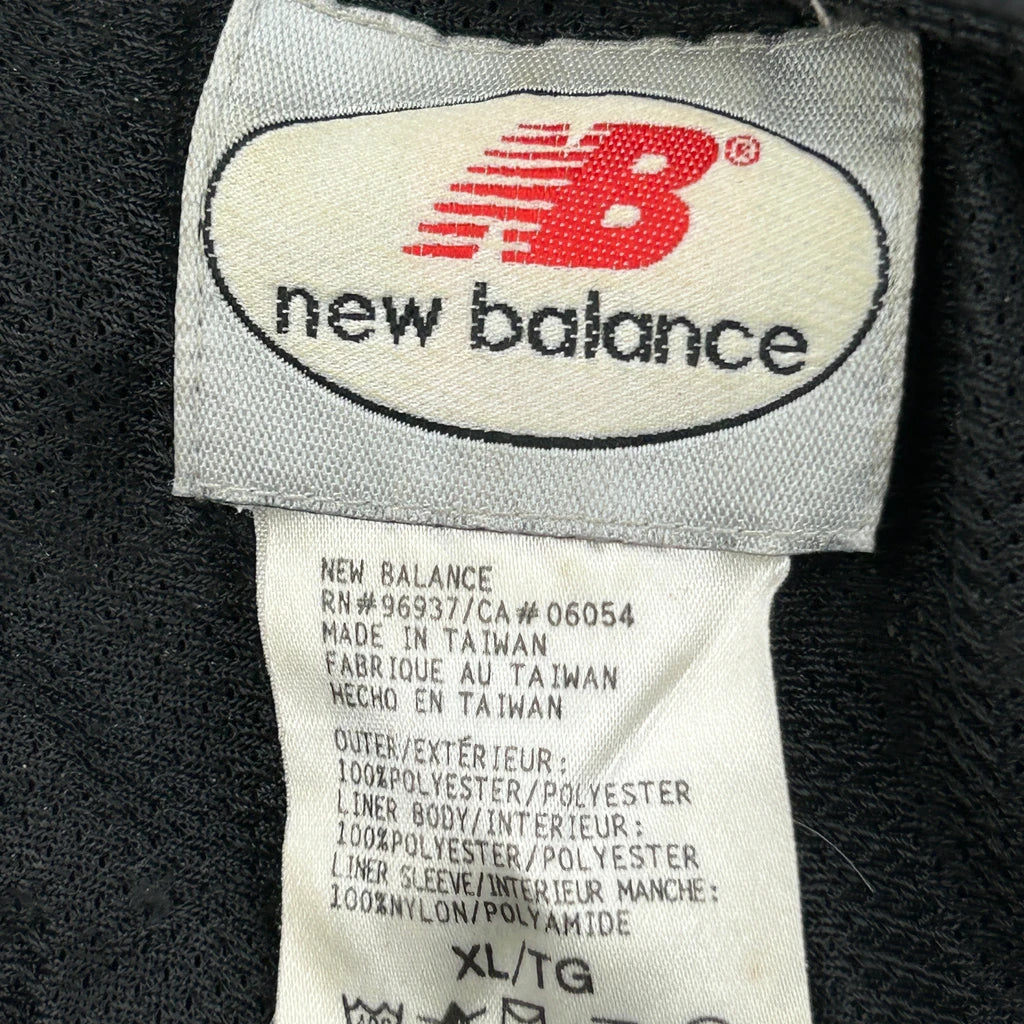 NB®
new balance
NEW BALANCE
RN#96937/CA#06054
MADE IN TAIWAN
FABRIQUE AU TAIWAN
HECHO EN TAIWAN
OUTER/EXTÉRIEUR:
100%POLYESTER/POLYESTER
LINER BODY/INTERIEUR:
100%POLYESTER/POLYESTER
LINER SLEEVE/INTERIEUR MANCHE:
100%NYLON/POLYAMIDE
XL/TG